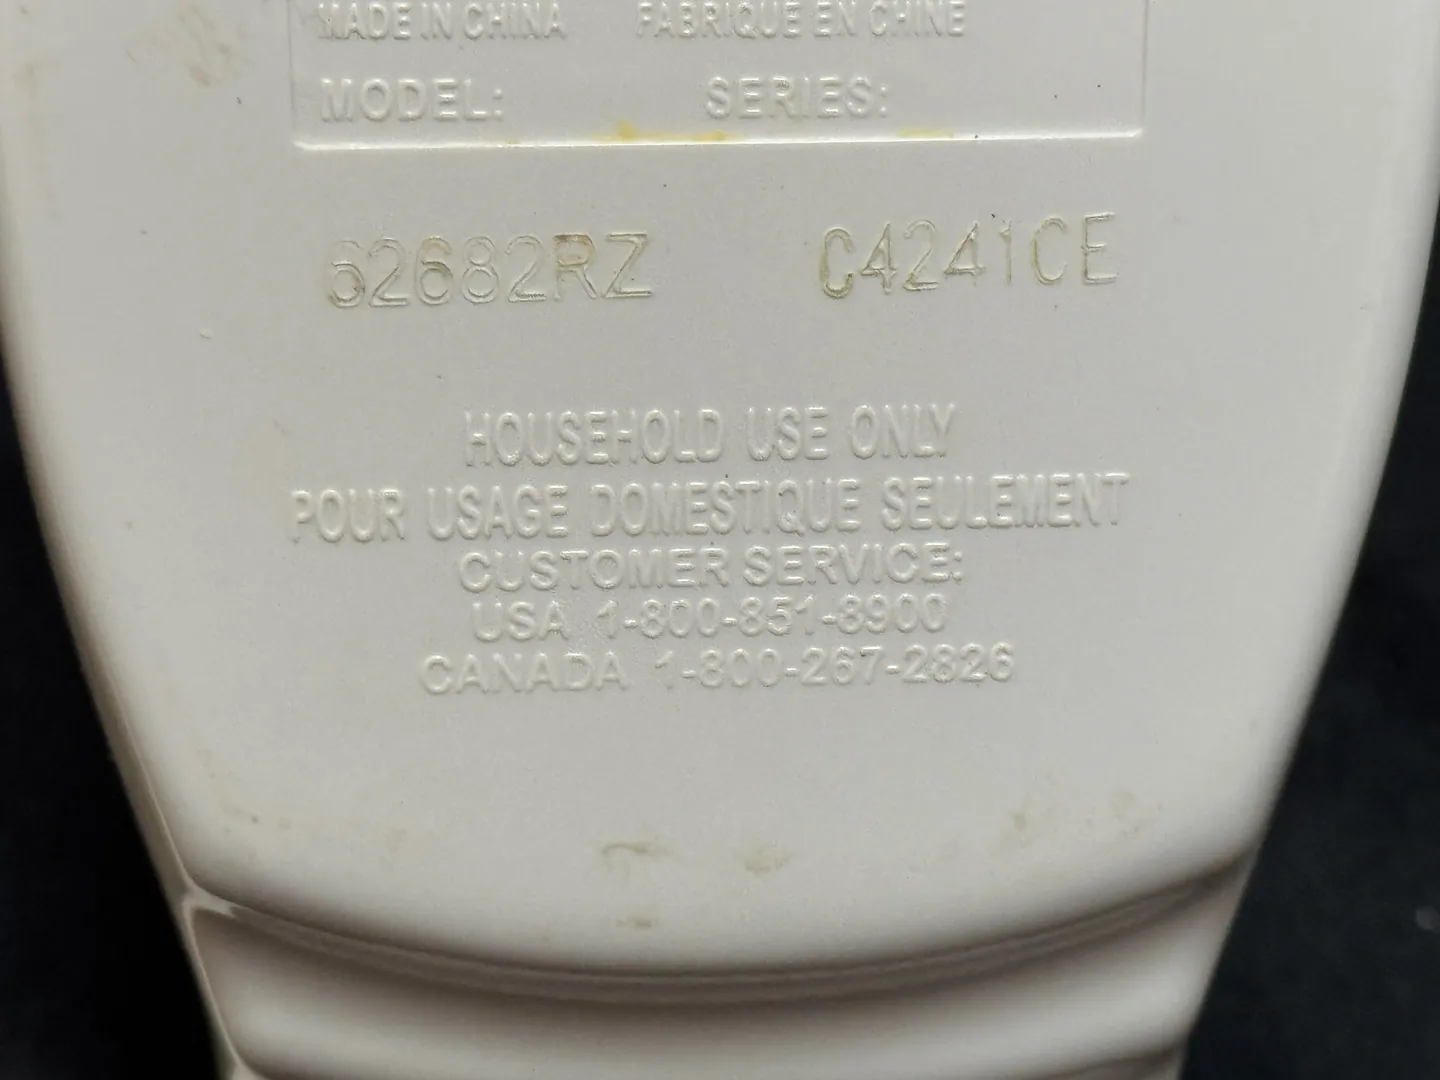 MADE IN CHINA FABRIQUE EN CHINE
MODEL: SERIES:
62682RZ C4241CE
HOUSEHOLD USE ONLY
POUR USAGE DOMESTIQUE SEULEMENT
CUSTOMER SERVICE:
USA 1-800-851-8900
CANADA 1-800-267-2826